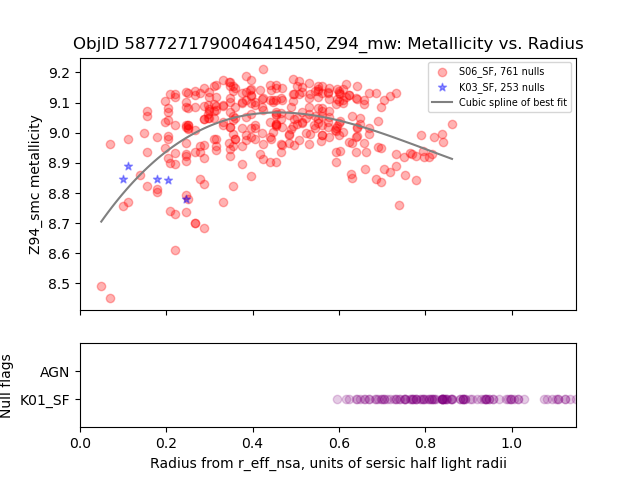 ObjID 587727179004641450, Z94_mw: Metallicity vs. Radius
Z94_smc metallicity
9.2
9.1
9.0
8.9
8.8
8.7
8.6
8.5
S06_SF, 761 nulls
K03_SF, 253 nulls
Cubic spline of best fit
Null flags
AGN
K01_SF
0.0 0.2 0.4 0.6 0.8 1.0
Radius from r_eff_nsa, units of sersic half light radii